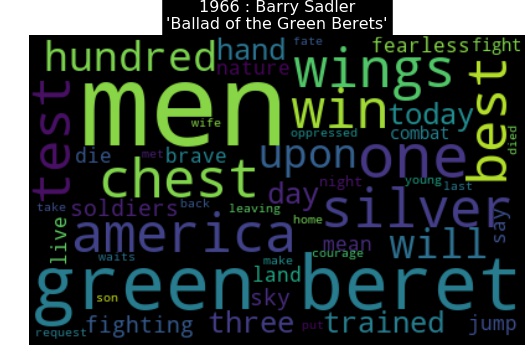 1966 : Barry Sadler
'Ballad of the Green Berets'
hundred
hand
fate
fearless
fight
nature
wings
test
men
win
today
best
wife
oppressed
combat
died
die
met
brave
upon
one
chest
night
young
last
take
soldiers
back
leaving
day
silver
live
america
home
mean
will
say
waits
courage
green
make
land
beret
son
sky
request
fighting
three
put
trained
jump